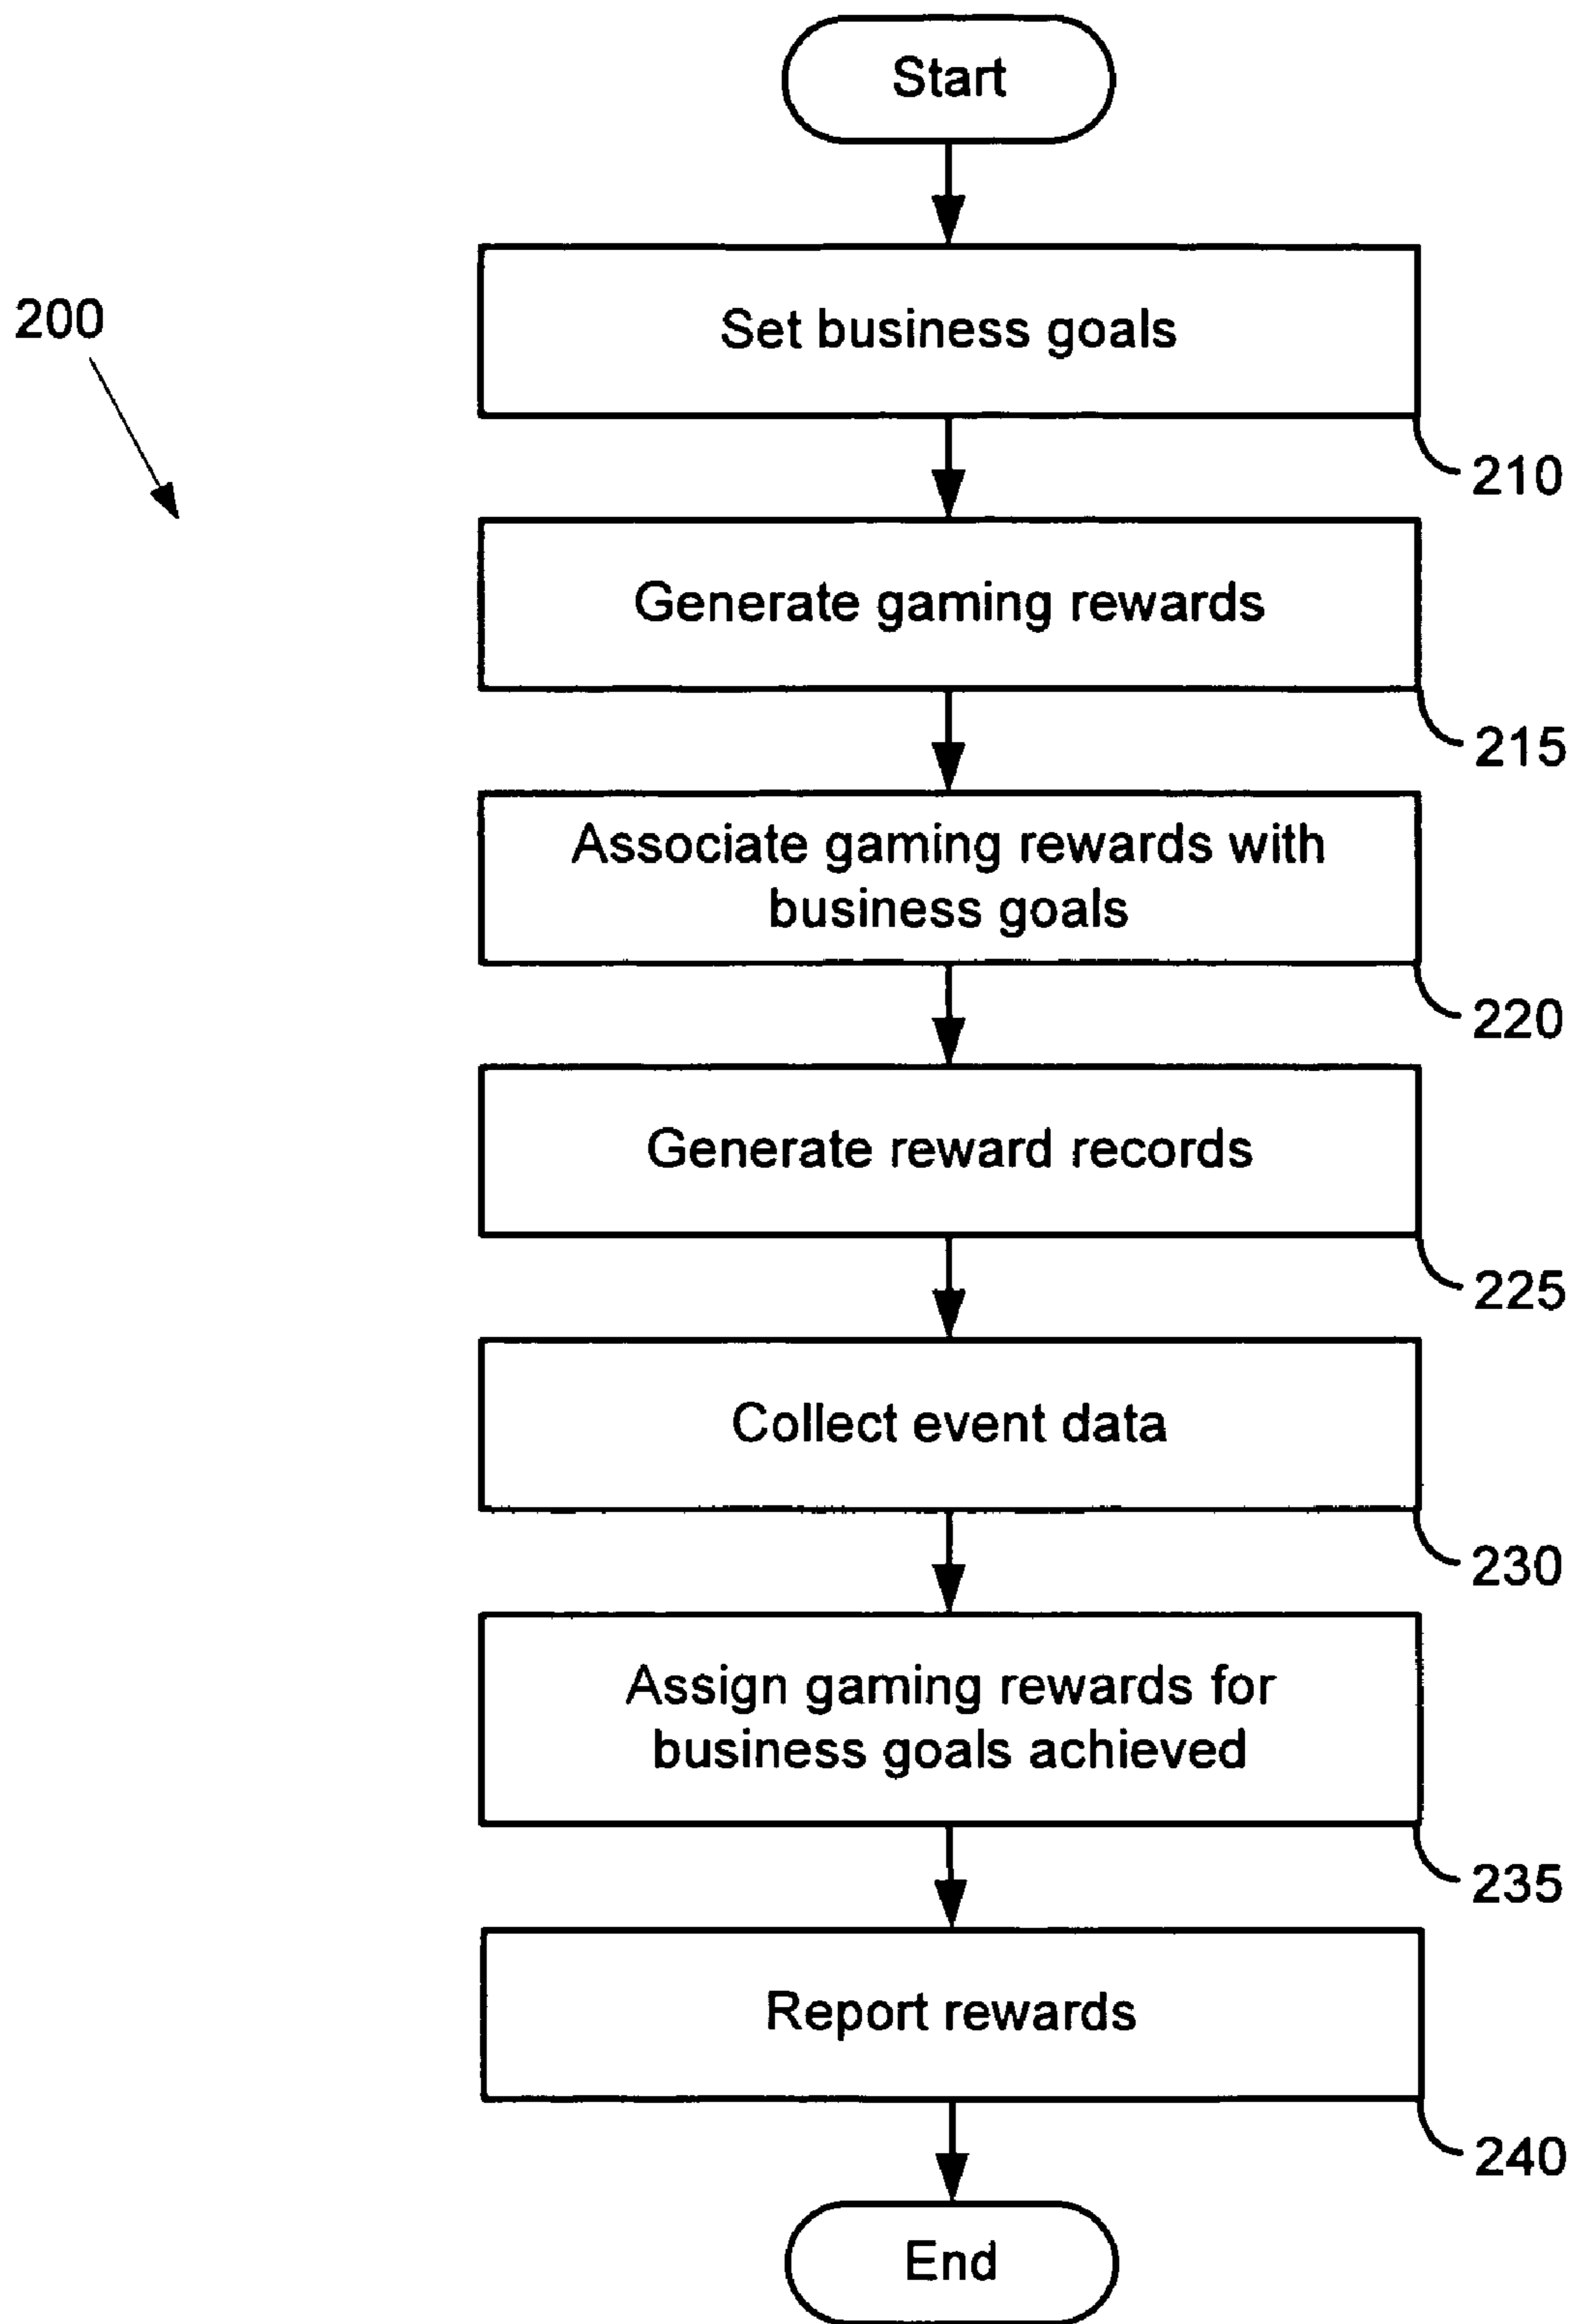 Start
200
Set business goals
210
Generate gaming rewards
215
Associate gaming rewards with
business goals
220
Generate reward records
225
Collect event data
230
Assign gaming rewards for
business goals achieved
235
Report rewards
240
End